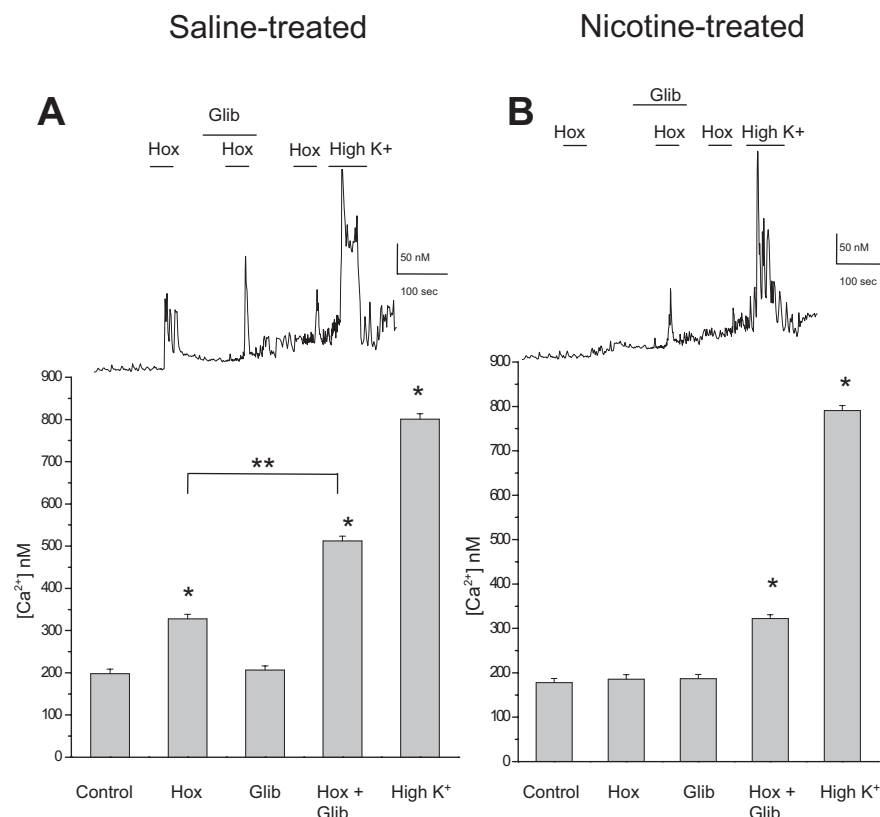 Saline-treated
Nicotine-treated
A
Glib
Hox
Hox
Hox
High K+
50 nM
100 sec
B
Glib
Hox
Hox
Hox
High K+
50 nM
100 sec
[Ca²⁺] nM
900
800
700
600
500
400
300
200
100
0
*
**
*
*
Control
Hox
Glib
Hox +
Glib
High K⁺
[Ca²⁺] nM
900
800
700
600
500
400
300
200
100
0
*
*
Control
Hox
Glib
Hox +
Glib
High K⁺